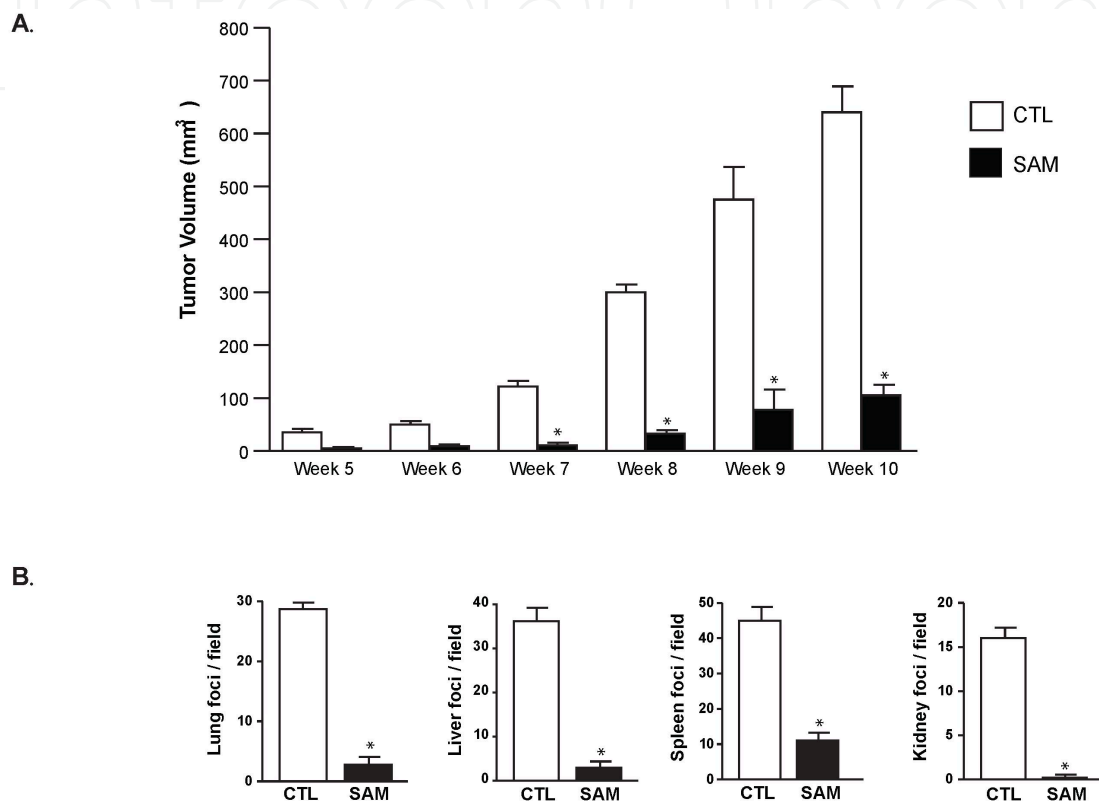 A.
Tumor Volume (mm3)
800
700
600
500
400
300
200
100
0
* * * *
Week 5 Week 6 Week 7 Week 8 Week 9 Week 10
CTL
SAM
B.
Lung foci / field
30
20
10
0
*
CTL SAM
Liver foci / field
40
30
20
10
0
*
CTL SAM
Spleen foci / field
50
40
30
20
10
0
*
CTL SAM
Kidney foci / field
20
15
10
5
0
*
CTL SAM